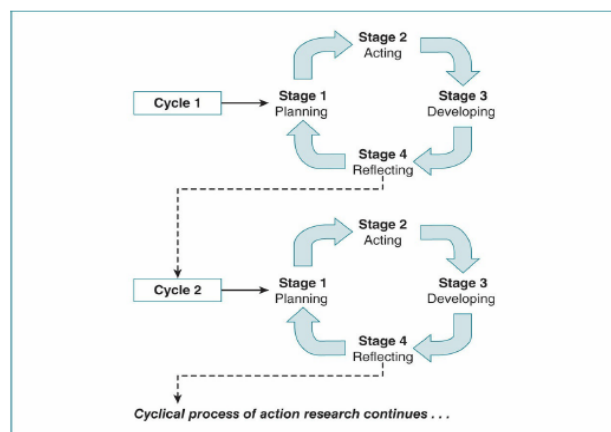 Stage 2
Acting
Cycle 1
Stage 1
Planning
Stage 3
Developing
Stage 4
Reflecting
Stage 2
Acting
Cycle 2
Stage 1
Planning
Stage 3
Developing
Stage 4
Reflecting
Cyclical process of action research continues . . .